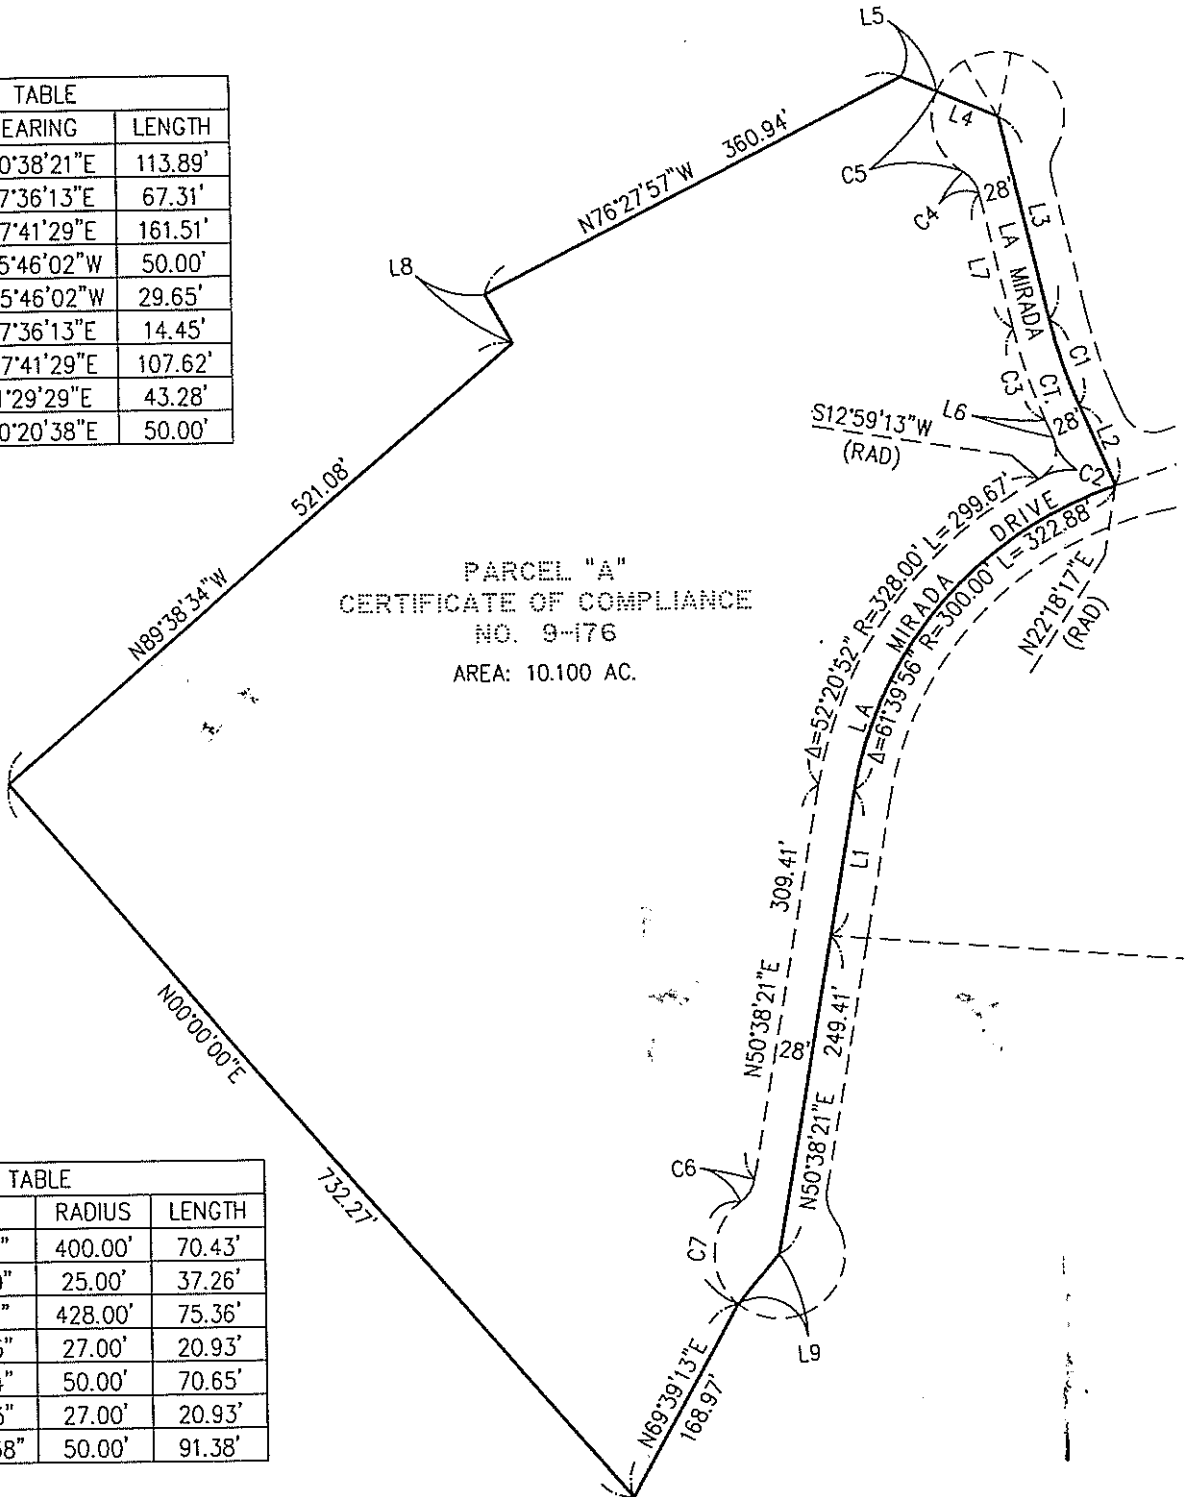 L5
TABLE
EARING LENGTH
0°38'21"E 113.89'
7°36'13"E 67.31'
7°41'29"E 161.51'
5°46'02"W 50.00'
5°46'02"W 29.65'
7°36'13"E 14.45'
7°41'29"E 107.62'
°29'29"E 43.28'
0°20'38"E 50.00'
L4
N76°27'57"W 360.94'
C5
C4
28'
L3
L7
LA MIRADA CT.
L8
C1
C3
L6
28'
L2
S12°59'13"W
(RAD)
C2
521.08'
N89°38'34"W
Δ=52°20'52" R=328.00' L=299.67'
LA MIRADA DRIVE
Δ=61°39'56" R=300.00' L=322.88'
N22°18'17"E
(RAD)
PARCEL "A"
CERTIFICATE OF COMPLIANCE
NO. 9-176
AREA: 10.100 AC.
L1
N50°38'21"E 309.41'
28'
N50°38'21"E 249.41'
N00°00'00"E
732.27'
C6
C7
L9
N69°39'13"E
168.97'
TABLE
RADIUS LENGTH
" 400.00' 70.43'
" 25.00' 37.26'
" 428.00' 75.36'
" 27.00' 20.93'
" 50.00' 70.65'
" 27.00' 20.93'
8" 50.00' 91.38'